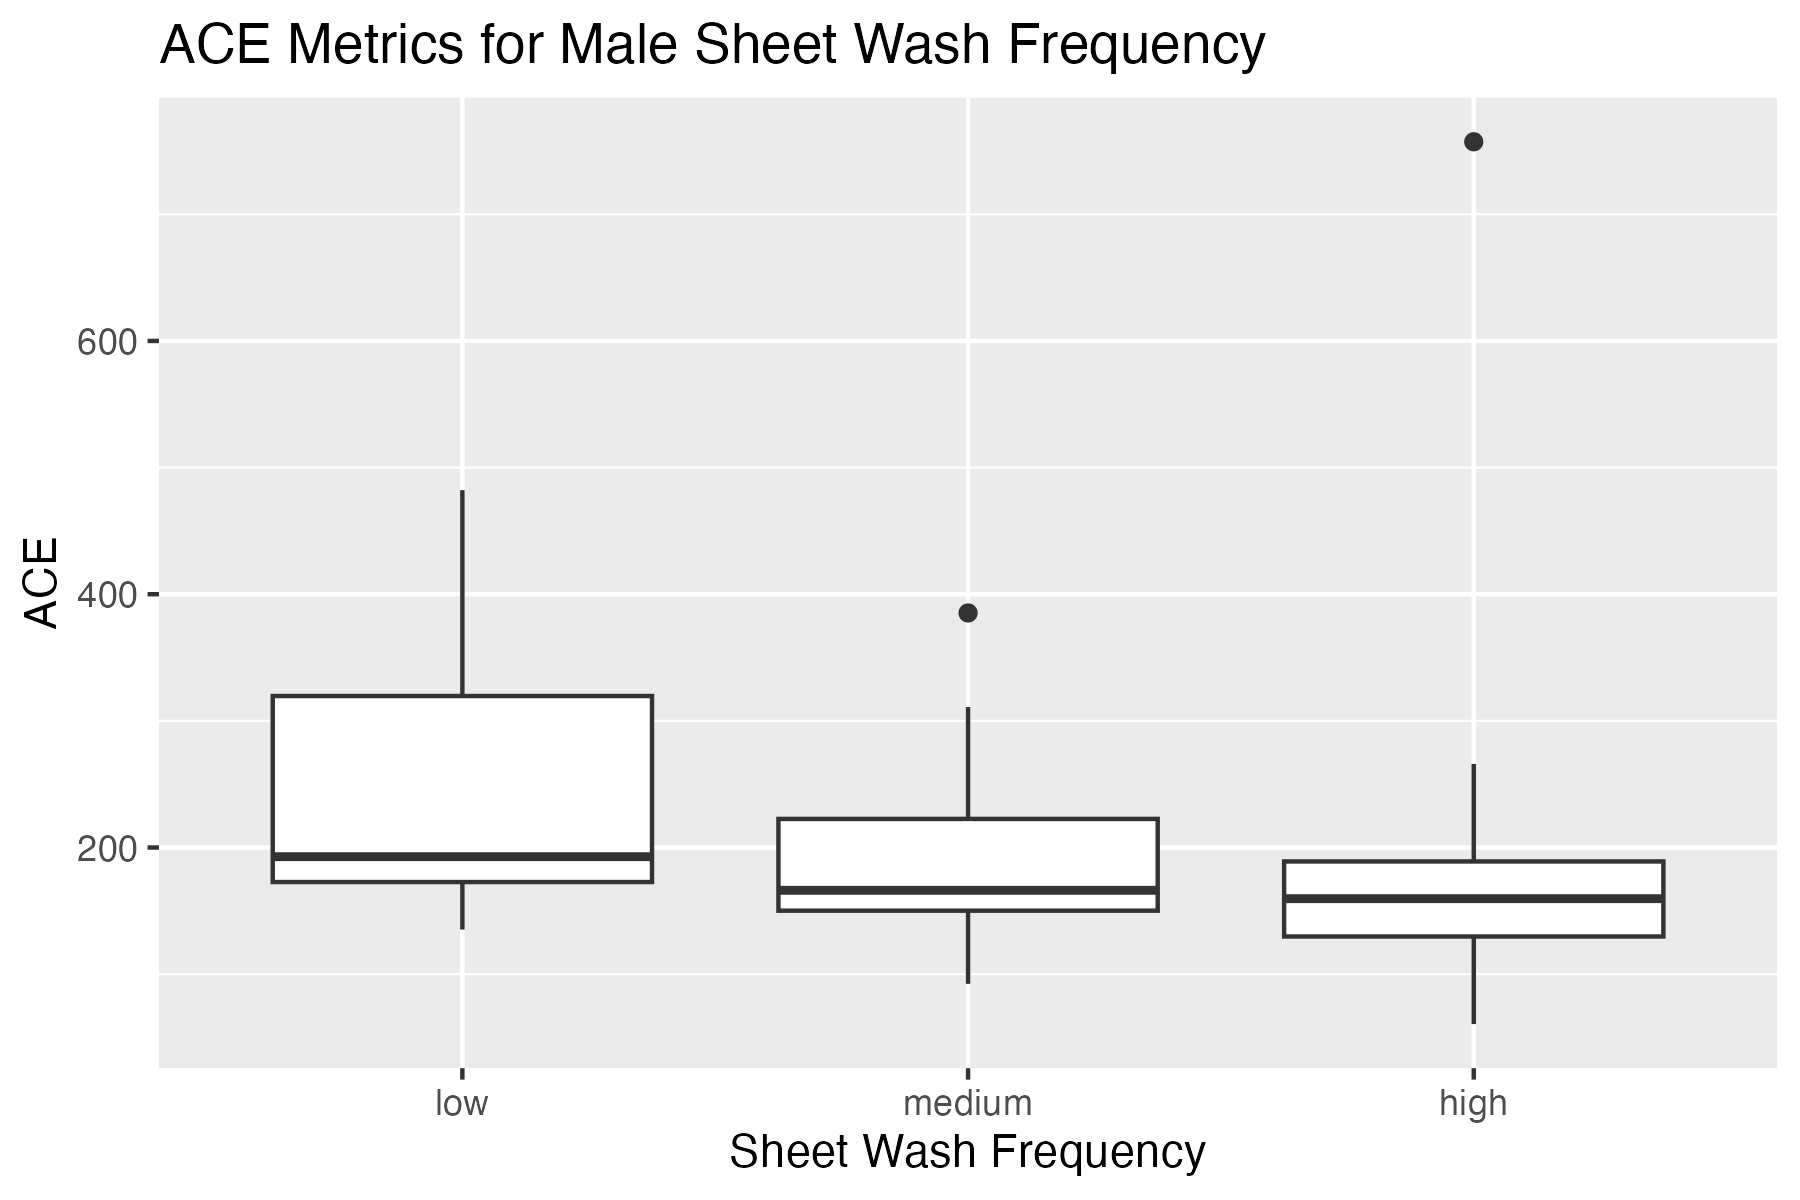 ACE Metrics for Male Sheet Wash Frequency
600
400
200
ACE
low medium high
Sheet Wash Frequency